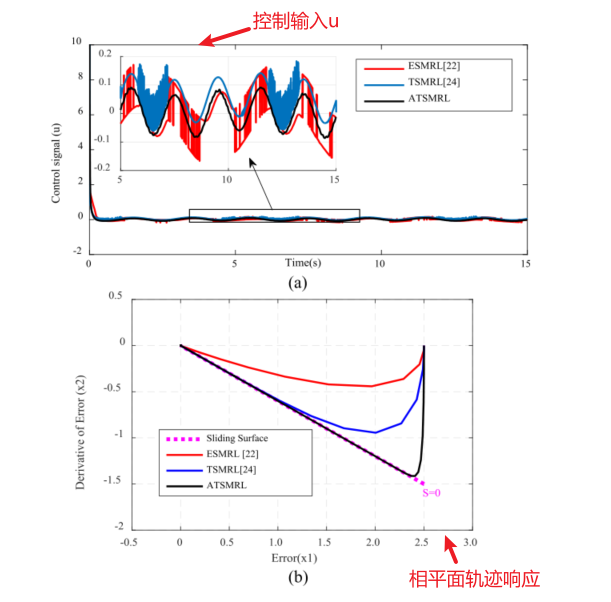 控制输入u
10
8
6
4
2
0
-2
Control signal (u)
0.2
0.1
0
-0.1
-0.2
5
10
15
ESMRL[22]
TSMRL[24]
ATSMRL
0
5
10
15
Time(s)
(a)
0.5
0
-0.5
-1
-1.5
-2
Derivative of Error (x2)
Sliding Surface
ESMRL [22]
TSMRL[24]
ATSMRL
S=0
-0.5
0
0.5
1.0
1.5
2.0
2.5
3.0
Error(x1)
(b)
相平面轨迹响应